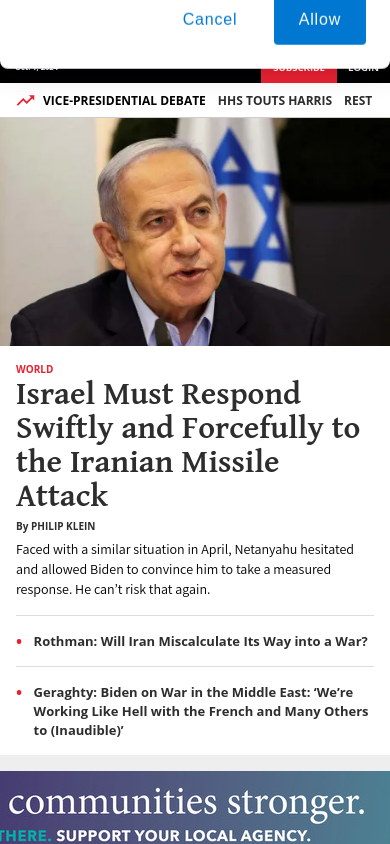 Cancel
Allow
SUBSCRIBE
LOGIN
VICE-PRESIDENTIAL DEBATE HHS TOUTS HARRIS REST
WORLD
Israel Must Respond
Swiftly and Forcefully to
the Iranian Missile
Attack
By PHILIP KLEIN
Faced with a similar situation in April, Netanyahu hesitated
and allowed Biden to convince him to take a measured
response. He can’t risk that again.
Rothman: Will Iran Miscalculate Its Way into a War?
Geraghty: Biden on War in the Middle East: ‘We’re
Working Like Hell with the French and Many Others
to (Inaudible)’
communities stronger.
THERE. SUPPORT YOUR LOCAL AGENCY.